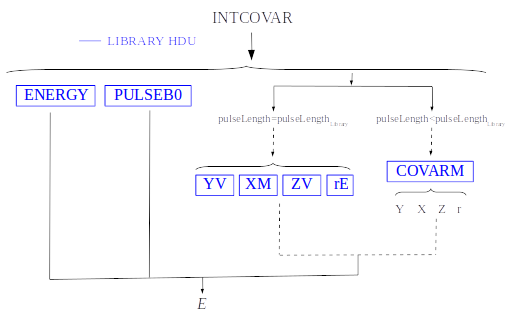 INTCOVAR
LIBRARY HDU
ENERGY PULSEB0
pulseLength=pulseLength Library pulseLength<pulseLength Library
YV XM ZV rE
COVARM
Y X Z r
E